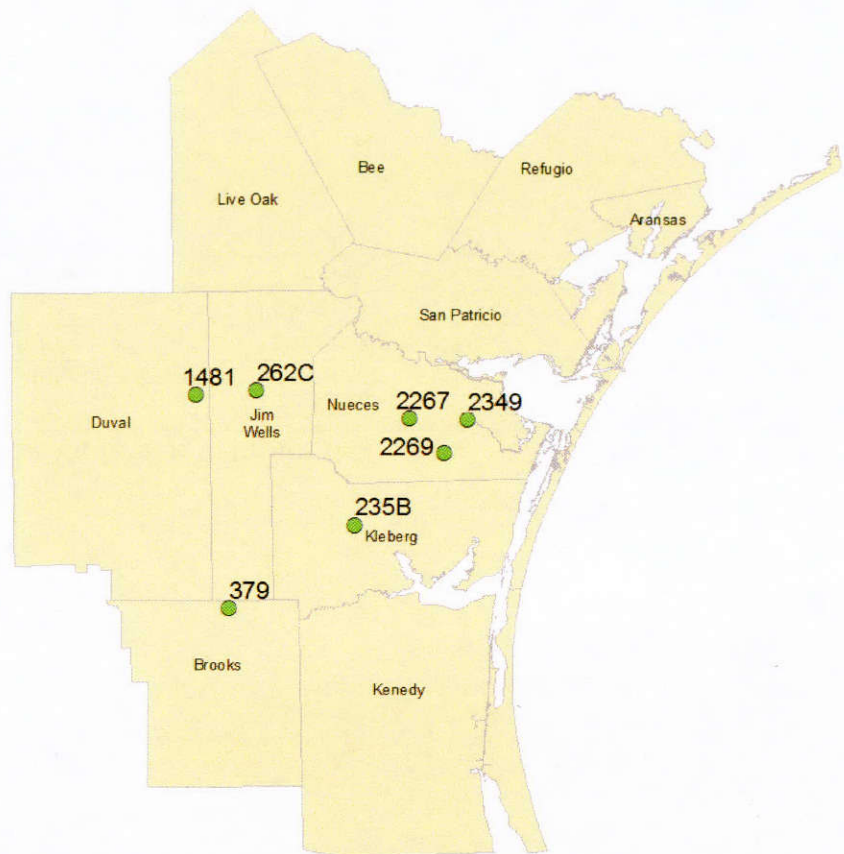 Bee
Refugio
Live Oak
Aransas
San Patricio
1481
262C
Duval
Jim
Wells
Nueces
2267
2349
2269
235B
Kleberg
379
Brooks
Kenedy